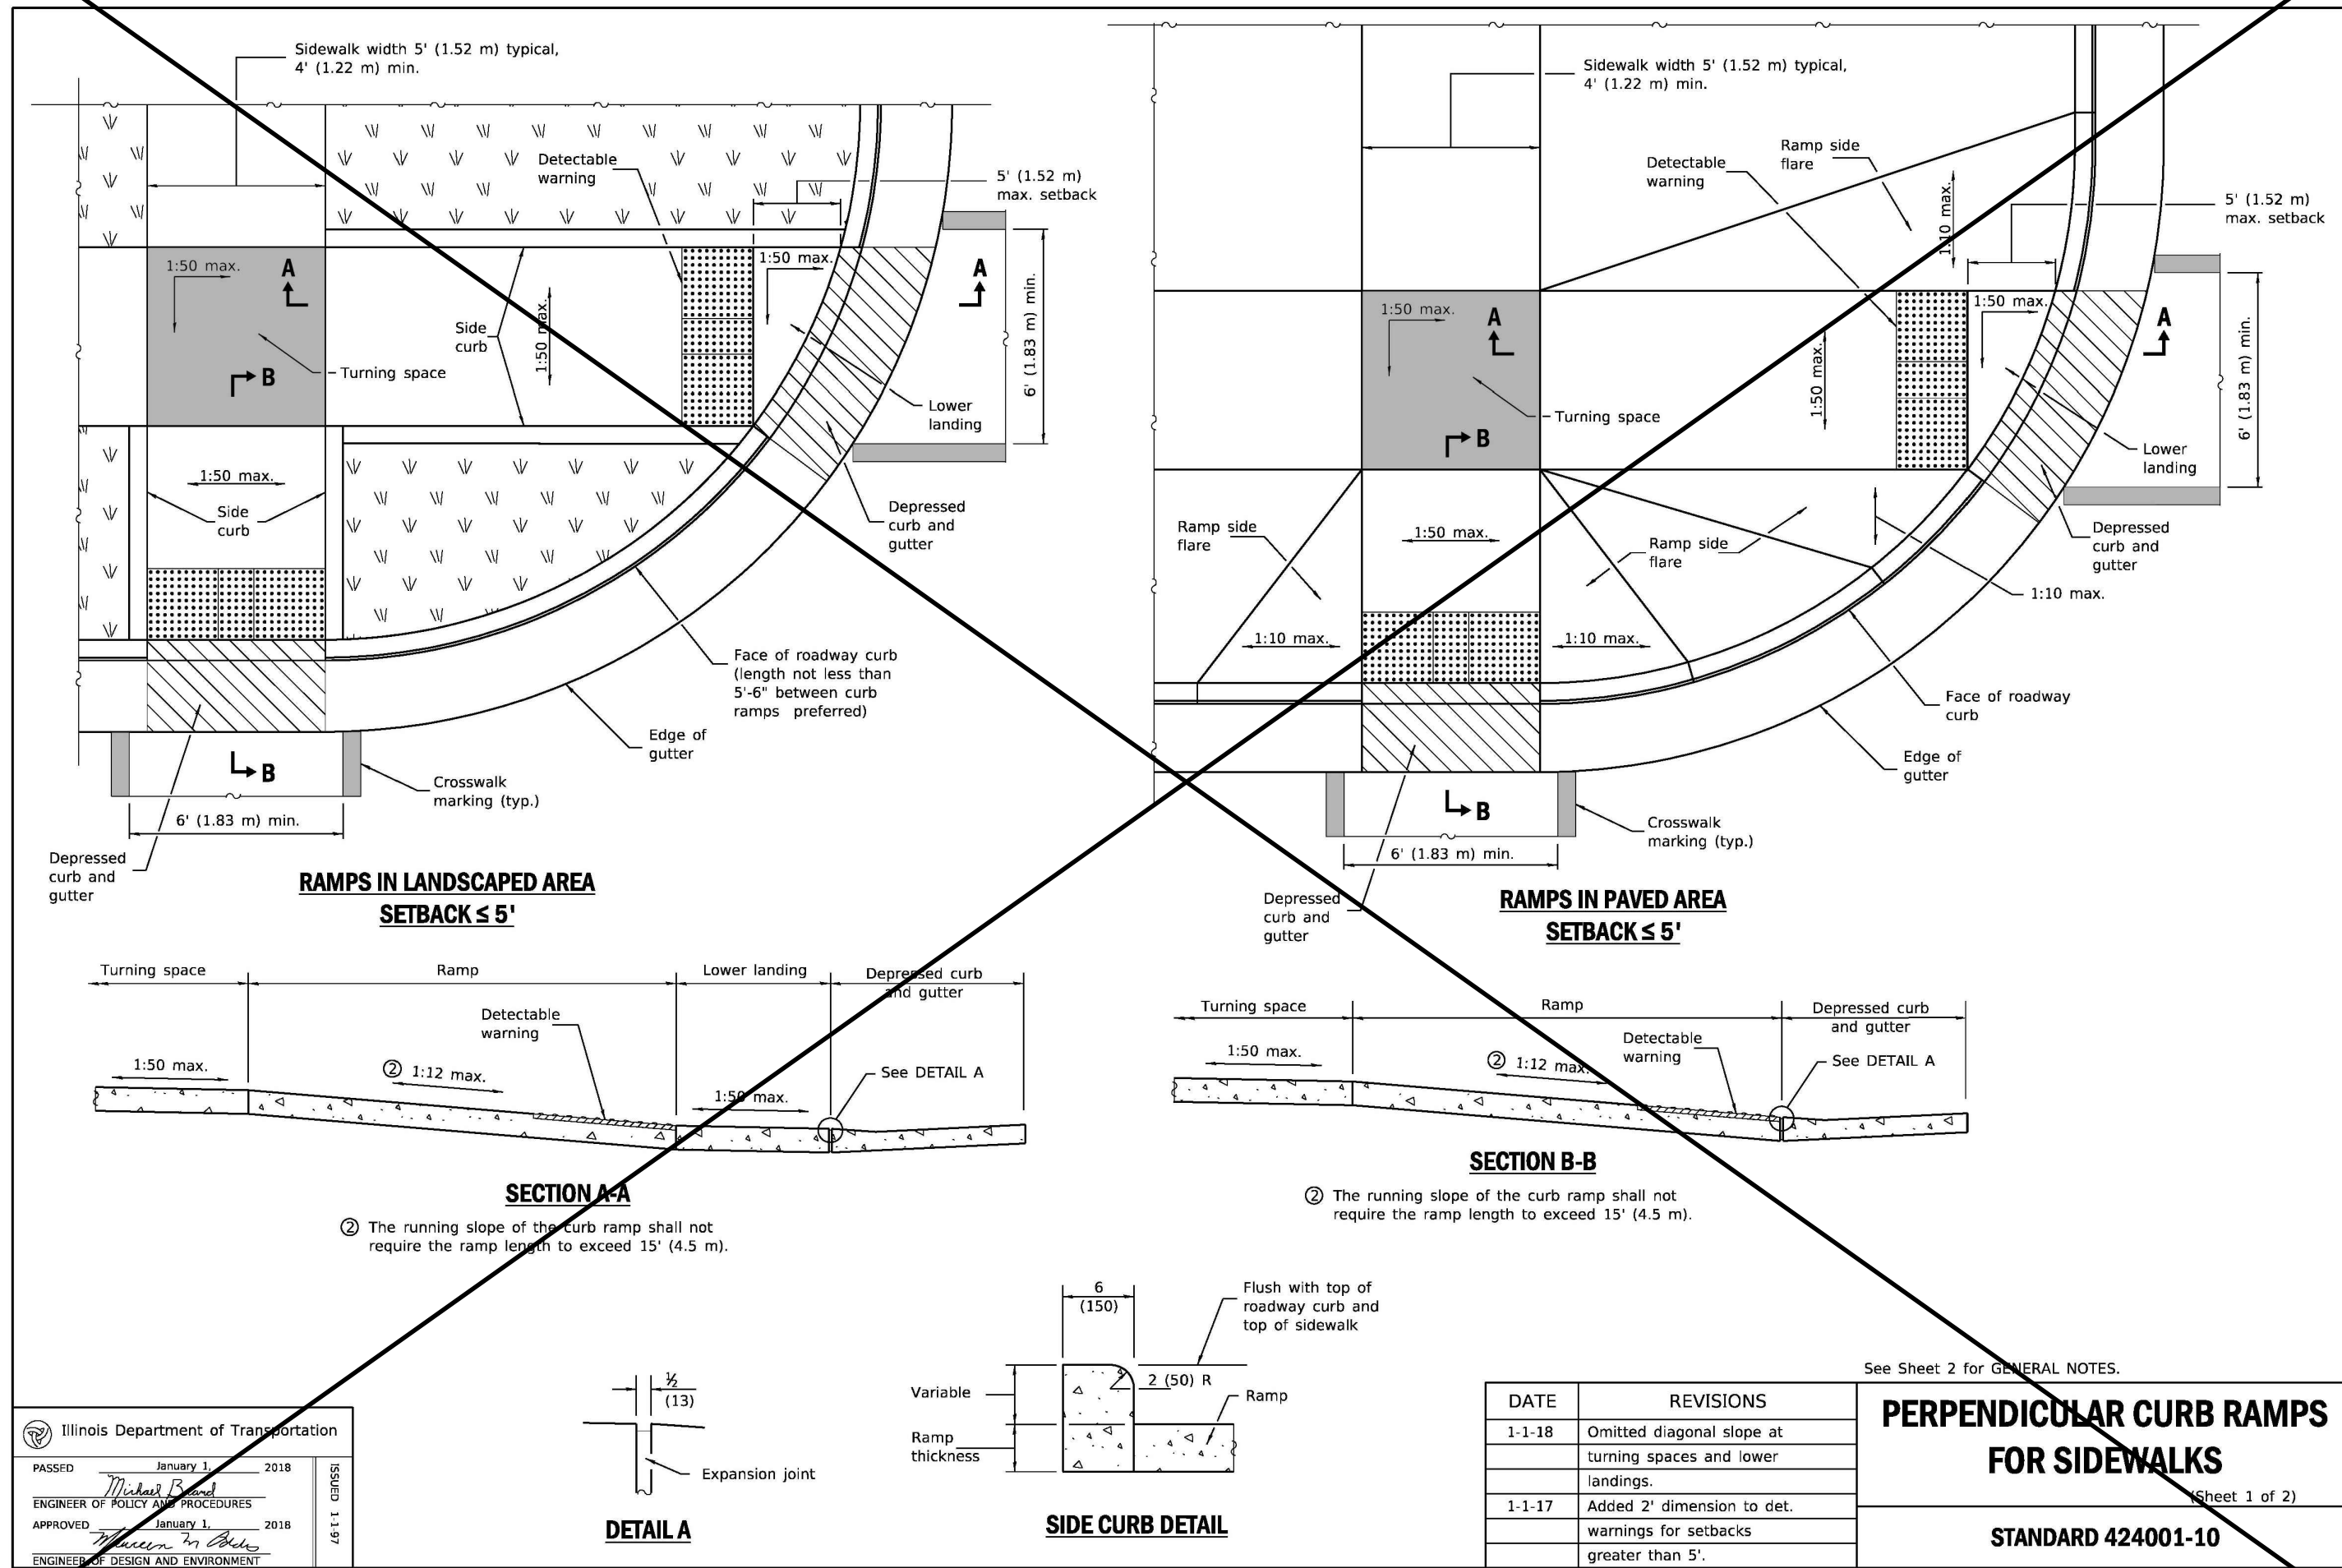 Sidewalk width 5' (1.52 m) typical,
4' (1.22 m) min.
Detectable
warning
5' (1.52 m)
max. setback
1:50 max.
A
1:50 max.
A
Side
curb
1:50 max.
6' (1.83 m) min.
Turning space
B
Lower
landing
1:50 max.
Side
curb
Depressed
curb and
gutter
Face of roadway curb
(length not less than
5'-6" between curb
ramps preferred)
Edge of
gutter
B
Crosswalk
marking (typ.)
6' (1.83 m) min.
Depressed
curb and
gutter
RAMPS IN LANDSCAPED AREA
SETBACK ≤ 5'
Sidewalk width 5' (1.52 m) typical,
4' (1.22 m) min.
Ramp side
flare
Detectable
warning
1:10 max.
5' (1.52 m)
max. setback
1:50 max.
A
1:50 max.
A
1:50 max.
6' (1.83 m) min.
Turning space
B
Lower
landing
Ramp side
flare
1:50 max.
Ramp side
flare
Depressed
curb and
gutter
1:10 max.
1:10 max.
1:10 max.
Face of roadway
curb
Edge of
gutter
B
Crosswalk
marking (typ.)
6' (1.83 m) min.
Depressed
curb and
gutter
RAMPS IN PAVED AREA
SETBACK ≤ 5'
Turning space
Ramp
Lower landing
Depressed curb
and gutter
Detectable
warning
1:50 max.
② 1:12 max.
1:50 max.
See DETAIL A
SECTION A-A
② The running slope of the curb ramp shall not
require the ramp length to exceed 15' (4.5 m).
Turning space
Ramp
Depressed curb
and gutter
Detectable
warning
1:50 max.
② 1:12 max.
See DETAIL A
SECTION B-B
② The running slope of the curb ramp shall not
require the ramp length to exceed 15' (4.5 m).
½
(13)
Expansion joint
DETAIL A
6
(150)
Flush with top of
roadway curb and
top of sidewalk
Variable
2 (50) R
Ramp
Ramp
thickness
SIDE CURB DETAIL
See Sheet 2 for GENERAL NOTES.
Illinois Department of Transportation
PASSED January 1, 2018
ENGINEER OF POLICY AND PROCEDURES
APPROVED January 1, 2018
ENGINEER OF DESIGN AND ENVIRONMENT
ISSUED 1-1-97
DATE REVISIONS
1-1-18 Omitted diagonal slope at
turning spaces and lower
landings.
1-1-17 Added 2' dimension to det.
warnings for setbacks
greater than 5'.
PERPENDICULAR CURB RAMPS
FOR SIDEWALKS
(Sheet 1 of 2)
STANDARD 424001-10